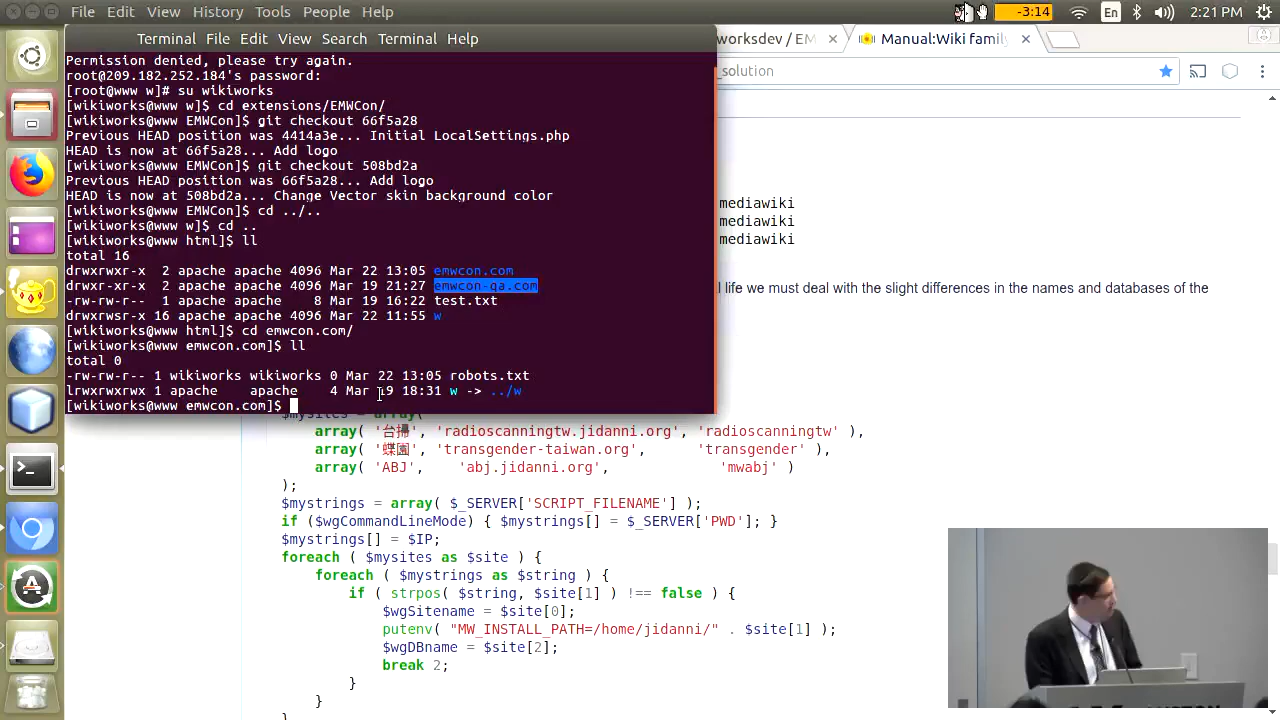 File Edit View History Tools People Help
-3:14 En 2:21 PM
Terminal File Edit View Search Terminal Help
worksdev / EM
Manual:Wiki famil
_solution
Permission denied, please try again.
root@209.182.252.184's password:
[root@www w]# su wikiworks
[wikiworks@www w]$ cd extensions/EMWCon/
[wikiworks@www EMWCon]$ git checkout 66f5a28
Previous HEAD position was 4414a3e... Initial LocalSettings.php
HEAD is now at 66f5a28... Add logo
[wikiworks@www EMWCon]$ git checkout 508bd2a
Previous HEAD position was 66f5a28... Add logo
HEAD is now at 508bd2a... Change Vector skin background color
[wikiworks@www EMWCon]$ cd ../..
[wikiworks@www w]$ cd ..
[wikiworks@www html]$ ll
total 16
drwxrwsr-x 2 apache apache 4096 Mar 22 13:05 emwcon.com
drwxr-xr-x 2 apache apache 4096 Mar 19 21:27 emwcon-qa.com
-rw-rw-r-- 1 apache apache 8 Mar 19 16:22 test.txt
drwxrwsr-x 16 apache apache 4096 Mar 22 11:55 w
[wikiworks@www html]$ cd emwcon.com/
[wikiworks@www emwcon.com]$ ll
total 0
-rw-rw-r-- 1 wikiworks wikiworks 0 Mar 22 13:05 robots.txt
lrwxrwxrwx 1 apache apache 4 Mar 19 18:31 w -> ../w
[wikiworks@www emwcon.com]$
mediawiki
mediawiki
mediawiki
l life we must deal with the slight differences in the names and databases of the
$mysites = array(
array( '台掃', 'radioscanningtw.jidanni.org', 'radioscanningtw' ),
array( '蝶園', 'transgender-taiwan.org', 'transgender' ),
array( 'ABJ', 'abj.jidanni.org', 'mwabj' )
);
$mystrings = array( $_SERVER['SCRIPT_FILENAME'] );
if ($wgCommandLineMode) { $mystrings[] = $_SERVER['PWD']; }
$mystrings[] = $IP;
foreach ( $mysites as $site ) {
foreach ( $mystrings as $string ) {
if ( strpos( $string, $site[1] ) !== false ) {
$wgSitename = $site[0];
putenv( "MW_INSTALL_PATH=/home/jidanni/" . $site[1] );
$wgDBname = $site[2];
break 2;
}
}
}